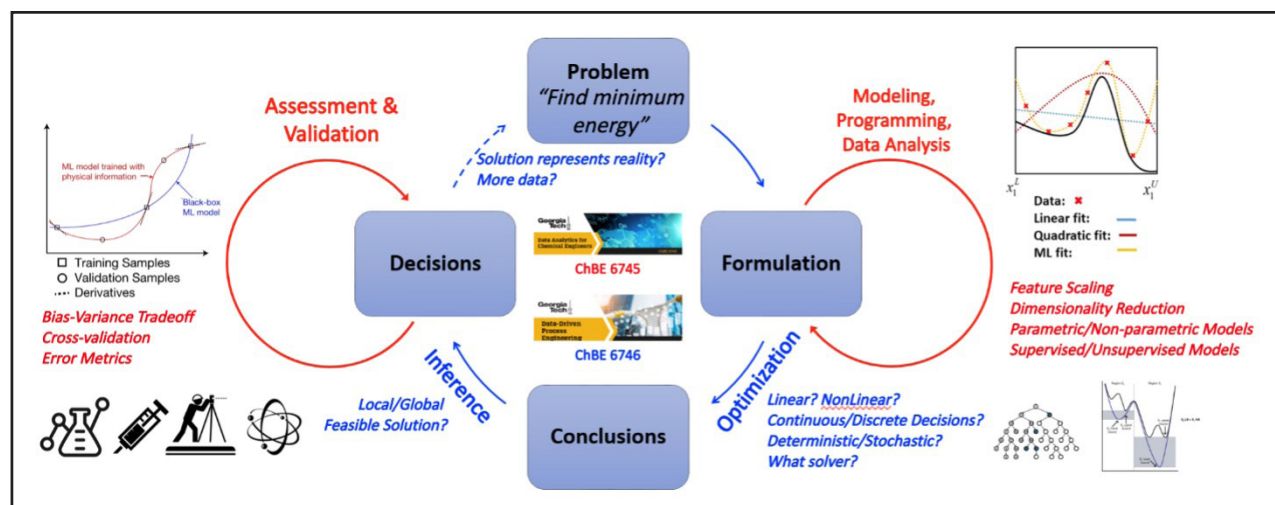 Problem
"Find minimum
energy"
Assessment &
Validation
Modeling,
Programming,
Data Analysis
Solution represents reality?
More data?
ML model trained with
physical information
Black-box
ML model
Training Samples
Validation Samples
Derivatives
Bias-Variance Tradeoff
Cross-validation
Error Metrics
Decisions
Georgia
Tech
Data Analytics for
Chemical Engineers
ChBE 6745
Georgia
Tech
Data-Driven
Process
Engineering
ChBE 6746
Formulation
x₁ᴸ
x₁ᵁ
Data:
Linear fit:
Quadratic fit:
ML fit:
Feature Scaling
Dimensionality Reduction
Parametric/Non-parametric Models
Supervised/Unsupervised Models
Inference
Optimization
Local/Global
Feasible Solution?
Conclusions
Linear? NonLinear?
Continuous/Discrete Decisions?
Deterministic/Stochastic?
What solver?